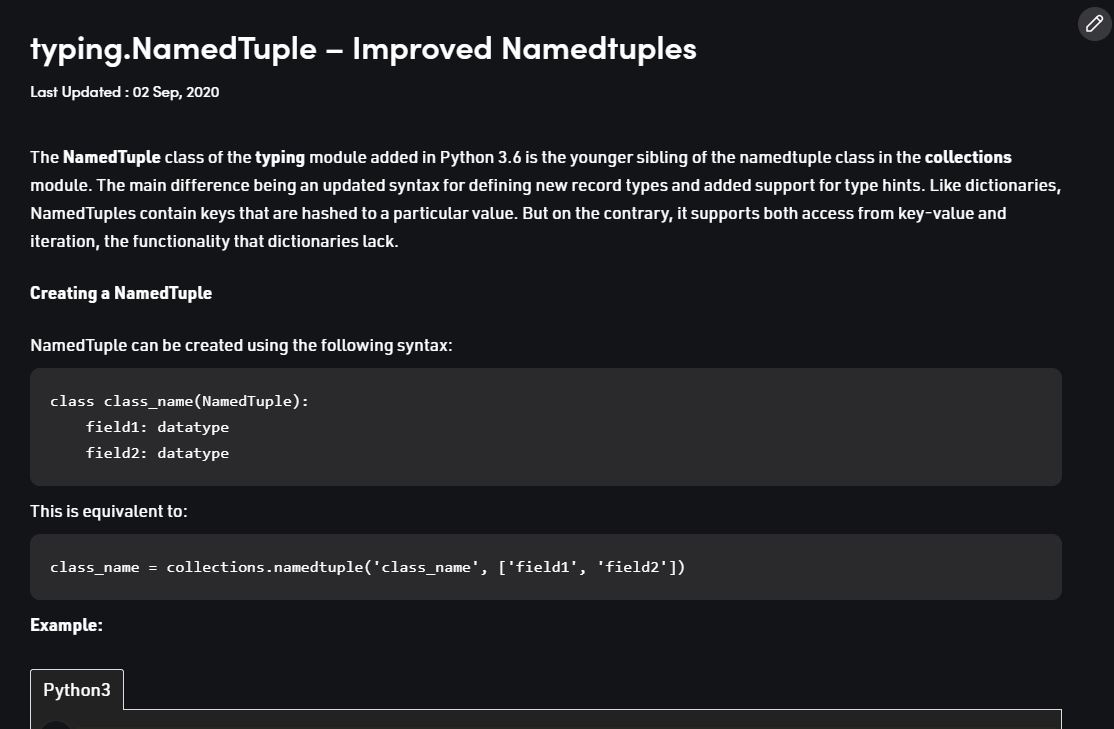 typing.NamedTuple – Improved Namedtuples
Last Updated : 02 Sep, 2020
The NamedTuple class of the typing module added in Python 3.6 is the younger sibling of the namedtuple class in the collections
module. The main difference being an updated syntax for defining new record types and added support for type hints. Like dictionaries,
NamedTuples contain keys that are hashed to a particular value. But on the contrary, it supports both access from key-value and
iteration, the functionality that dictionaries lack.
Creating a NamedTuple
NamedTuple can be created using the following syntax:
class class_name(NamedTuple):
    field1: datatype
    field2: datatype
This is equivalent to:
class_name = collections.namedtuple('class_name', ['field1', 'field2'])
Example:
Python3